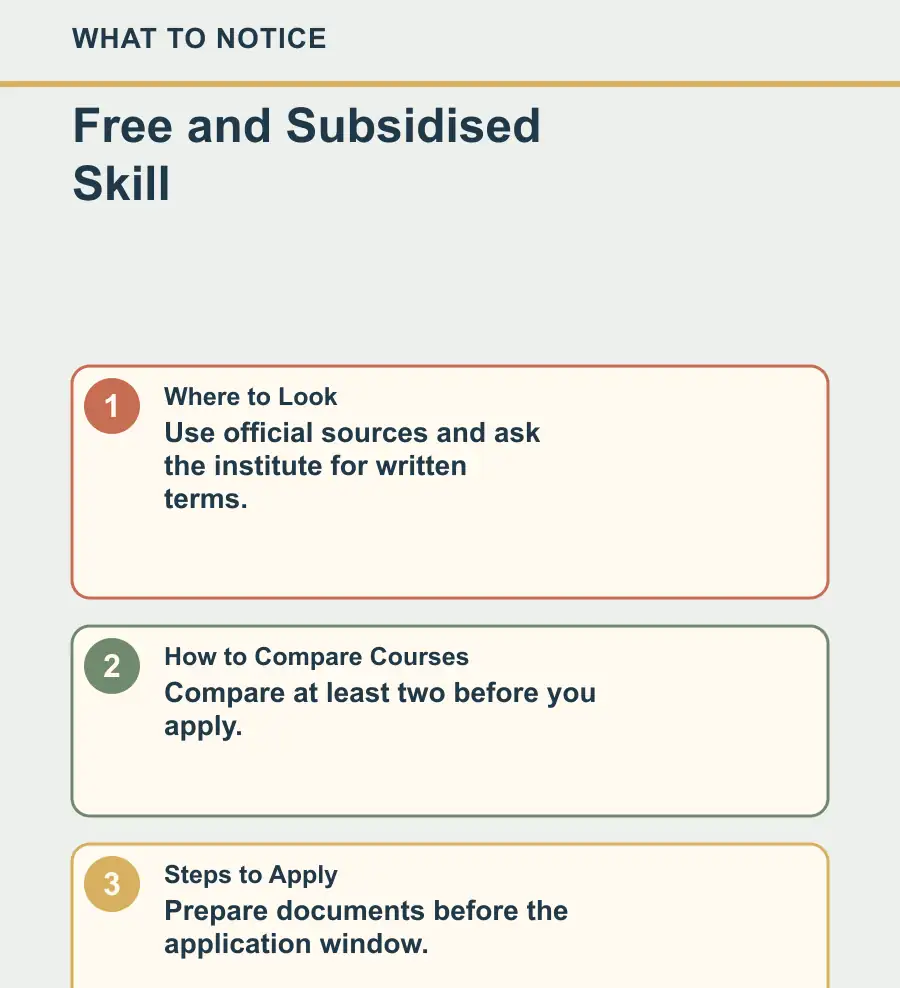 WHAT TO NOTICE
Free and Subsidised
Skill
1
Where to Look
Use official sources and ask
the institute for written
terms.
2
How to Compare Courses
Compare at least two before you
apply.
3
Steps to Apply
Prepare documents before the
application window.